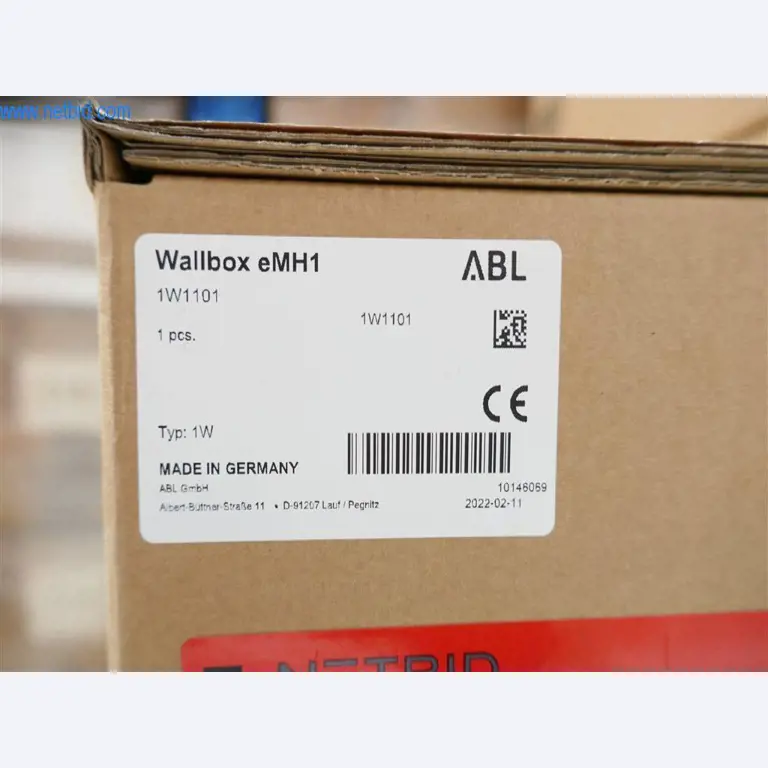 www.netbid.com
Wallbox eMH1
ABL
1W1101
1W1101
1 pcs.
CE
Typ: 1W
MADE IN GERMANY
ABL GmbH
10146069
Albert-Büttner-Straße 11 • D-91207 Lauf / Pegnitz
2022-02-11
NETBID